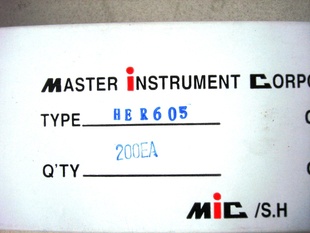 MASTER INSTRUMENT CORPO
TYPE HER605
200EA
Q'TY
MIC /S.H